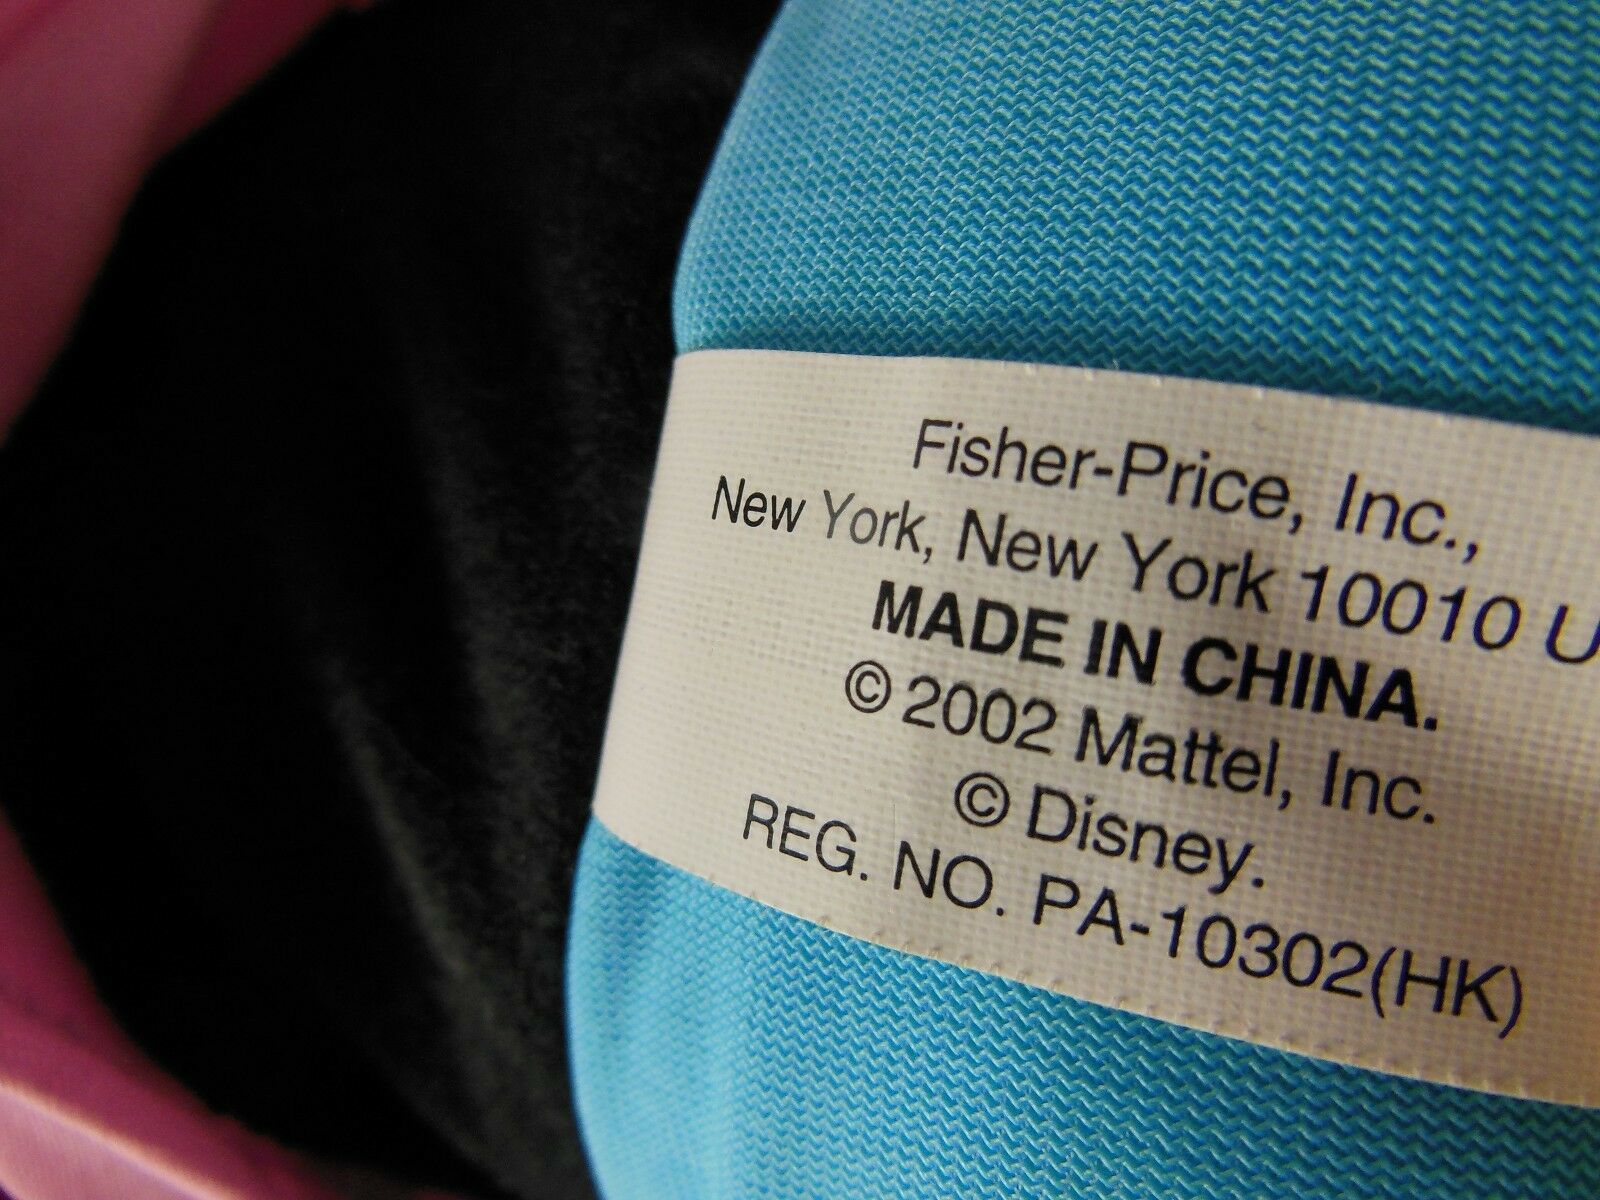 Fisher-Price, Inc.,
New York, New York 10010 U
MADE IN CHINA.
© 2002 Mattel, Inc.
© Disney.
REG. NO. PA-10302(HK)